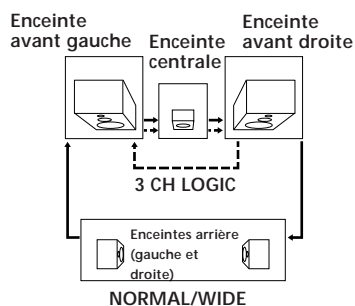 Enceinte
avant gauche
Enceinte
centrale
Enceinte
avant droite
3 CH LOGIC
Enceintes arrière
(gauche et
droite)
NORMAL/WIDE